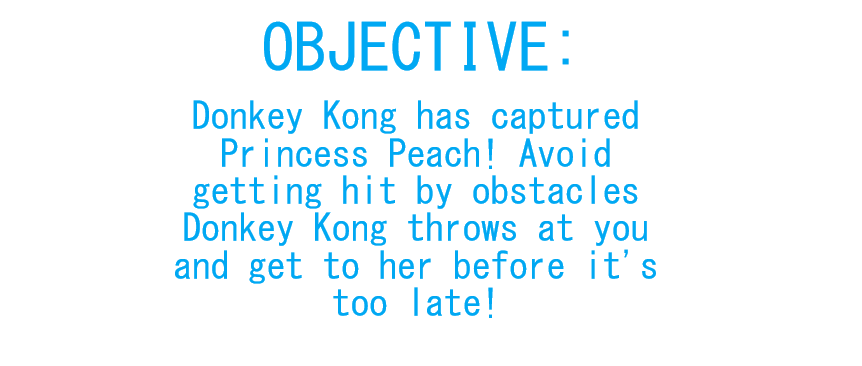 OBJECTIVE:
Donkey Kong has captured
Princess Peach! Avoid
getting hit by obstacles
Donkey Kong throws at you
and get to her before it's
too late!